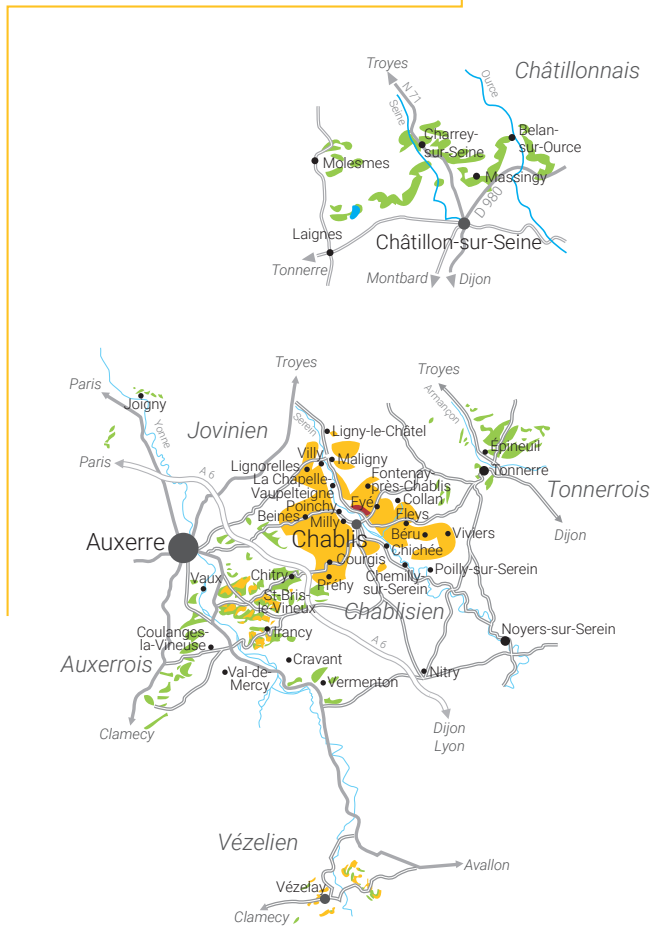 Troyes
Châtillonnais
N 71
Ource
Seine
Charrey-
sur-Seine
Belan-
sur-Ource
Molesmes
Massingy
D 980
Laignes
Châtillon-sur-Seine
Tonnerre
Montbard
Dijon
Troyes
Troyes
Paris
Joigny
Armançon
Yonne
Jovinien
Serein
Ligny-le-Châtel
Épineuil
Paris
A 6
Villy
Maligny
Lignorelles
Fontenay-
près-Chablis
Tonnerre
La Chapelle-
Vaupelteigne
Collan
Tonnerrois
Poinchy
Fyé
Beines
Milly
Fleys
Dijon
Auxerre
Chablis
Béru
Viviers
Chichée
Courgis
Chemilly-
sur-Serein
Poilly-sur-Serein
Vaux
Chitry
Préhy
St-Bris-
le-Vineux
Chablisien
Coulanges-
la-Vineuse
Irancy
Noyers-sur-Serein
A 6
Auxerrois
Cravant
Val-de-
Mercy
Nitry
Vermenton
Clamecy
Dijon
Lyon
Vézelien
Avallon
Vézelay
Clamecy